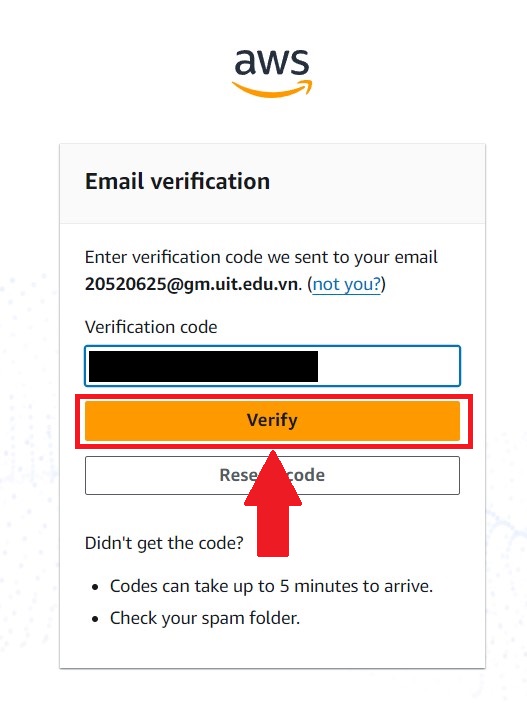 aws
Email verification
Enter verification code we sent to your email
20520625@gm.uit.edu.vn. (not you?)
Verification code
Verify
code
Didn't get the code?
• Codes can take up to 5 minutes to arrive.
• Check your spam folder.